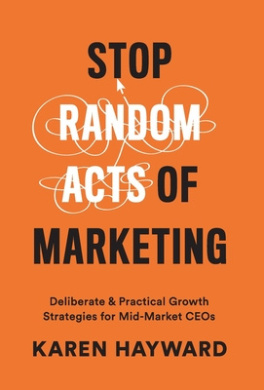 STOP
RANDOM
ACTS OF
MARKETING
Deliberate & Practical Growth
Strategies for Mid-Market CEOs
KAREN HAYWARD